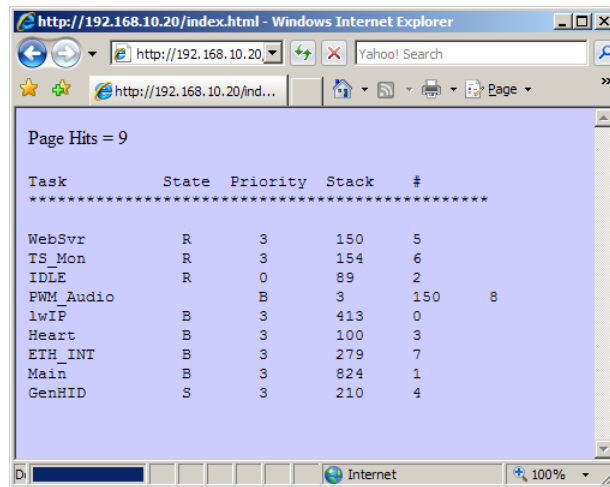 http://192.168.10.20/index.html - Windows Internet Explorer
http://192.168.10.20 Yahoo! Search
http://192.168.10.20/ind... Page
Page Hits = 9
Task State Priority Stack #
**************************************************
WebSvr R 3 150 5
TS_Mon R 3 154 6
IDLE R 0 89 2
PWM_Audio B 3 150 8
lwIP B 3 413 0
Heart B 3 100 3
ETH_INT B 3 279 7
Main B 3 824 1
GenHID S 3 210 4
Internet 100%